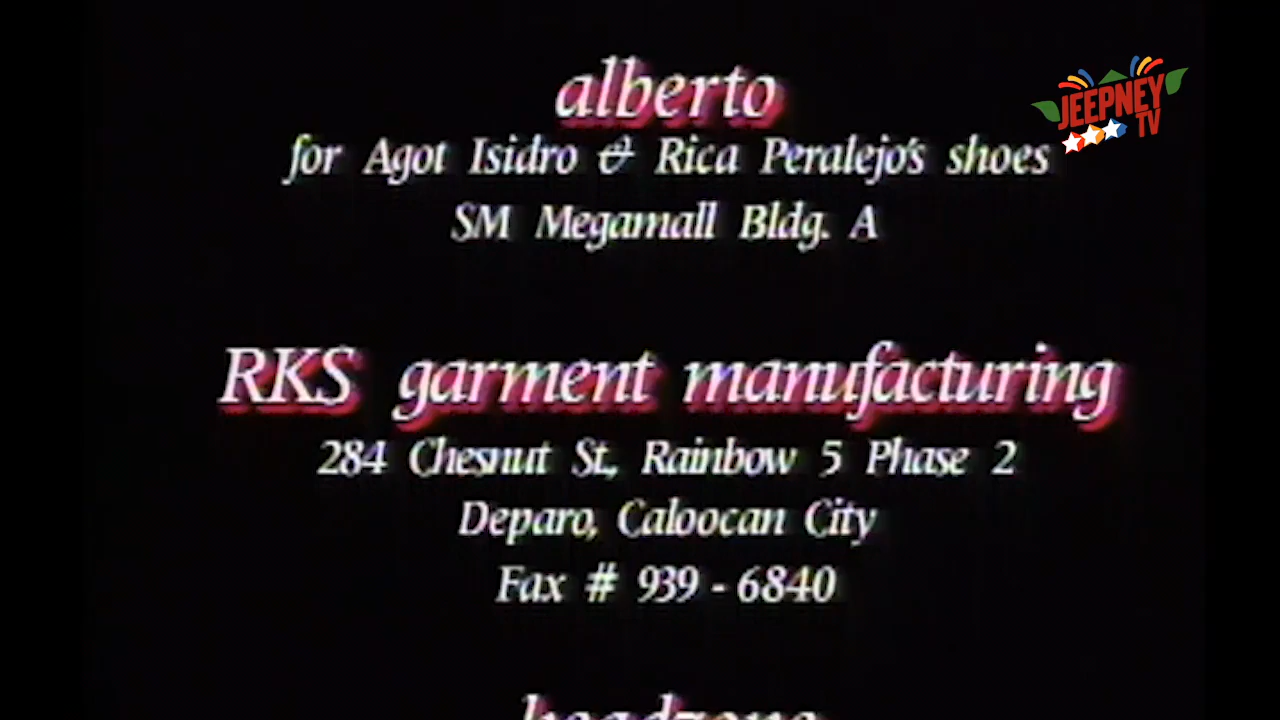 alberto
for Agot Isidro & Rica Peralejo's shoes
SM Megamall Bldg. A
JEEPNEY
TV
RKS garment manufacturing
284 Chesnut St., Rainbow 5 Phase 2
Deparo, Caloocan City
Fax # 939 - 6840
headzone